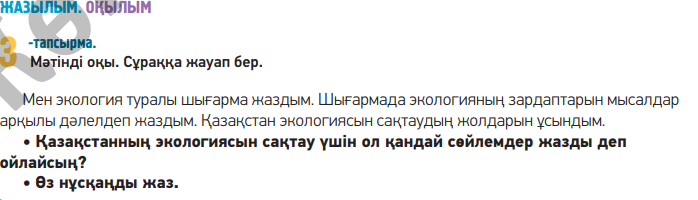 ЖАЗЫЛЫМ. ОҚЫЛЫМ
3 -тапсырма.
Мәтінді оқы. Сұраққа жауап бер.
Мен экология туралы шығарма жаздым. Шығармада экологияның зардаптарын мысалдар
арқылы дәлелдеп жаздым. Қазақстан экологиясын сақтаудың жолдарын ұсындым.
• Қазақстанның экологиясын сақтау үшін ол қандай сөйлемдер жазды деп
ойлайсың?
• Өз нұсқаңды жаз.